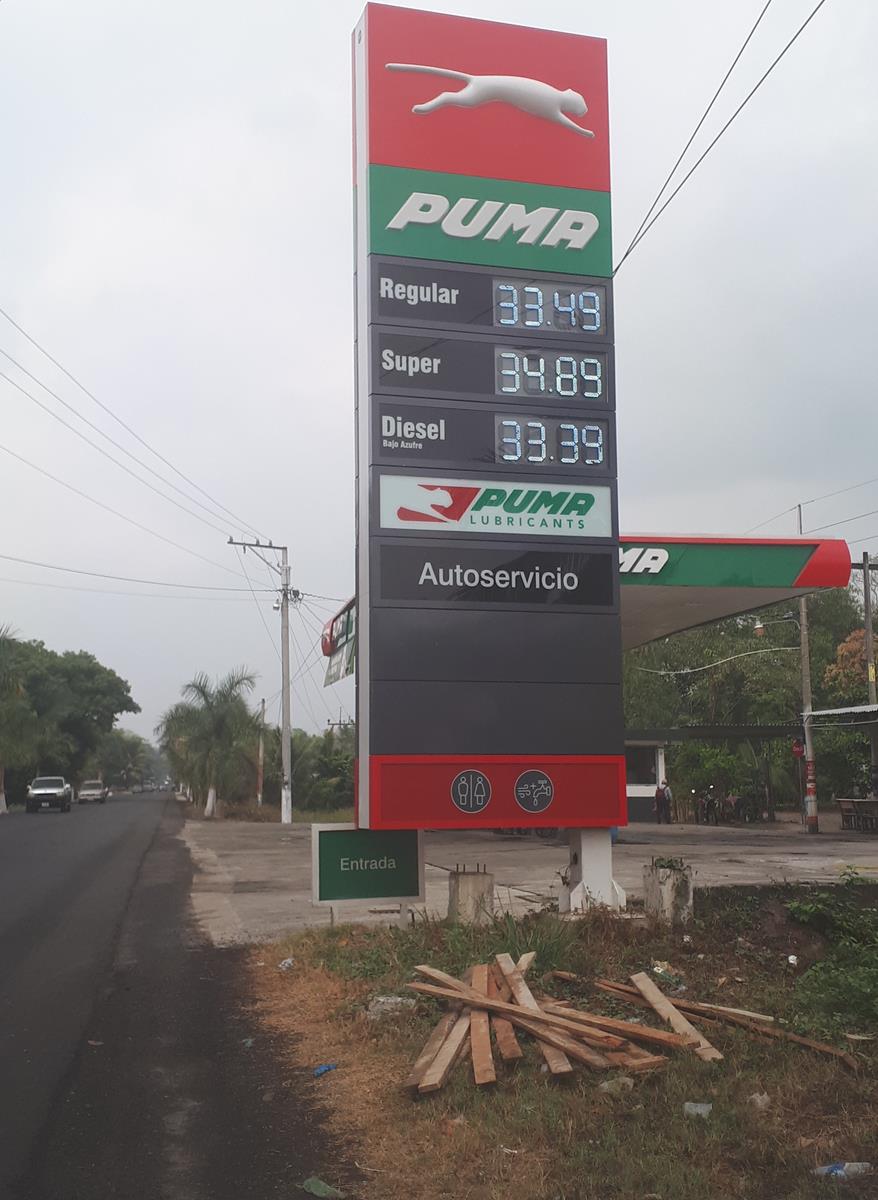 PUMA
Regular 33.49
Super 34.89
Diesel 33.39
Bajo Azufre
PUMA
LUBRICANTS
MA
Autoservicio
Entrada